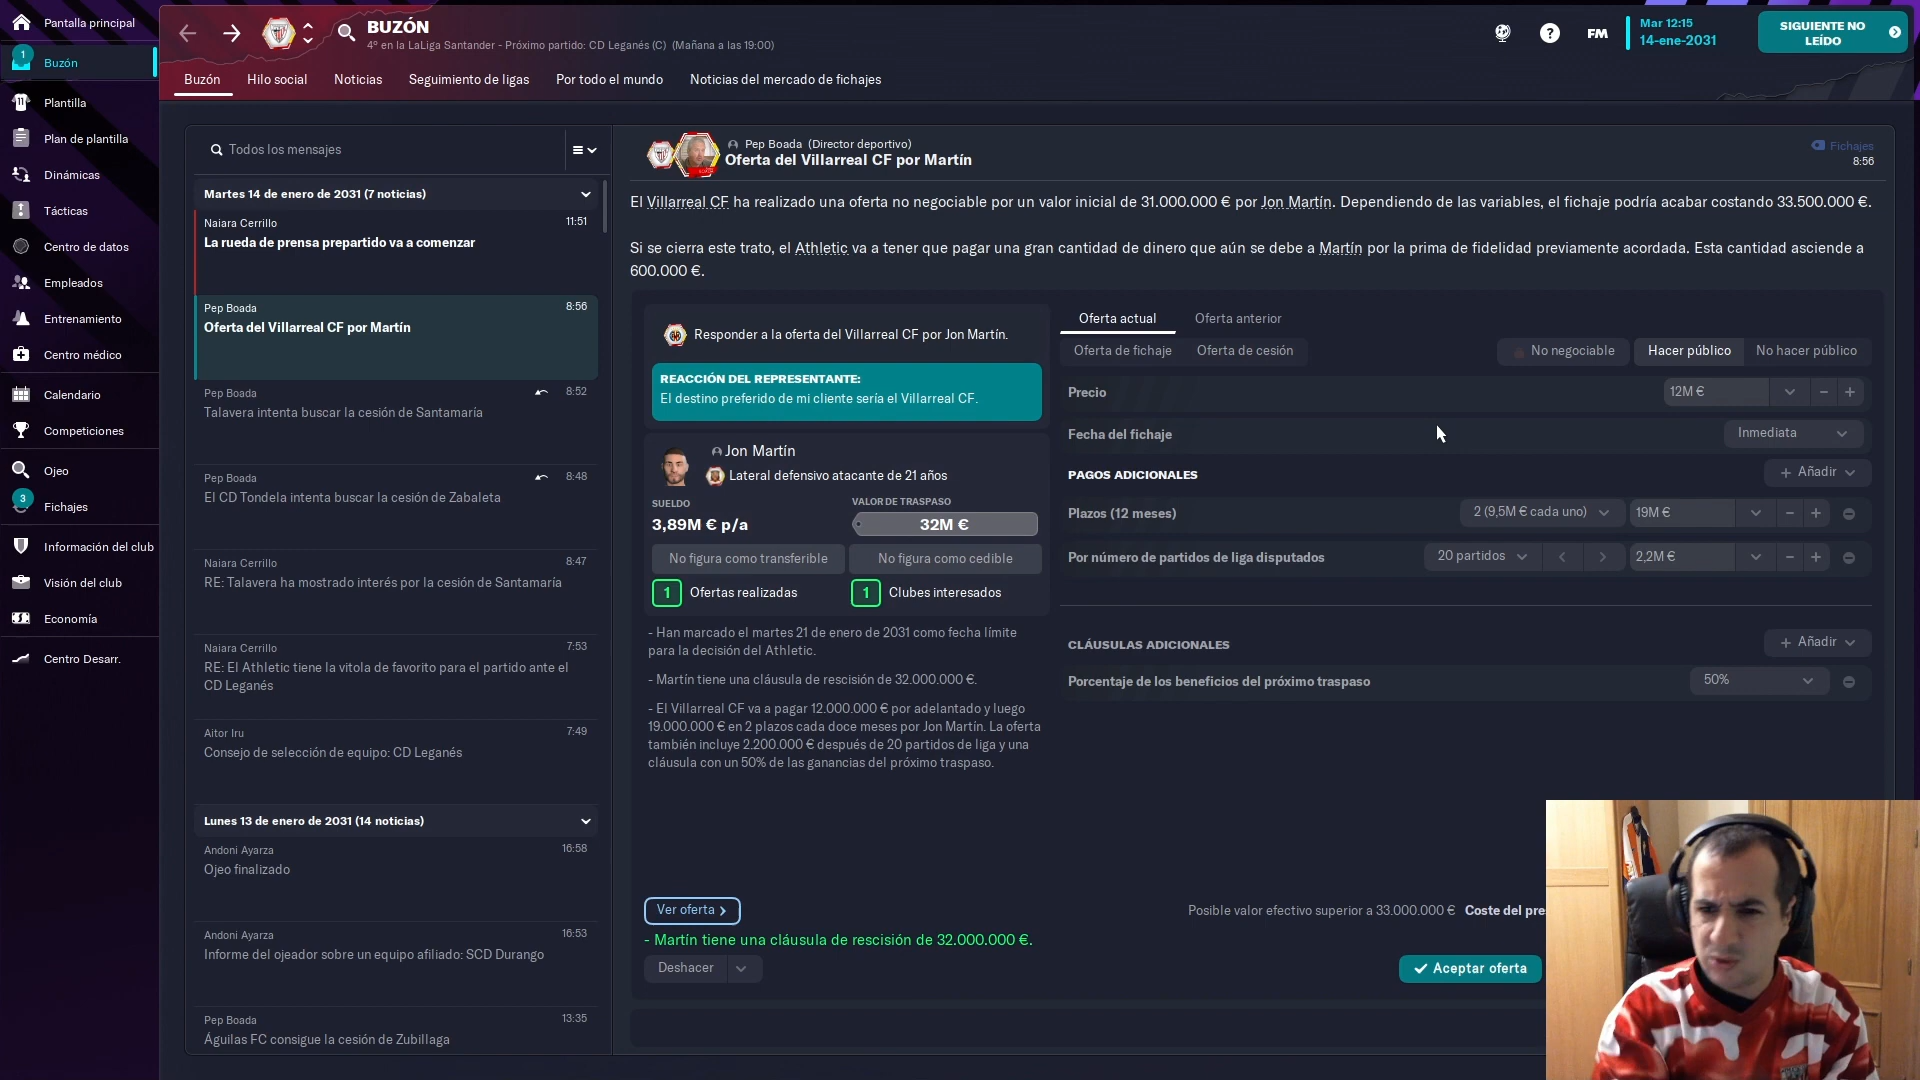 Pantalla principal
1
Buzón
Plantilla
Plan de plantilla
Dinámicas
Tácticas
Centro de datos
Empleados
Entrenamiento
Centro médico
Calendario
Competiciones
Ojeo
3
Fichajes
Información del club
Visión del club
Economía
Centro Desarr.
BUZÓN
4º en la LaLiga Santander - Próximo partido: CD Leganés (C) (Mañana a las 19:00)
FM
Mar 12:15
14-ene-2031
SIGUIENTE NO LEÍDO
Buzón
Hilo social
Noticias
Seguimiento de ligas
Por todo el mundo
Noticias del mercado de fichajes
Todos los mensajes
Martes 14 de enero de 2031 (7 noticias)
Naiara Cerrillo 11:51
La rueda de prensa prepartido va a comenzar
Pep Boada 8:56
Oferta del Villarreal CF por Martín
Pep Boada 8:52
Talavera intenta buscar la cesión de Santamaría
Pep Boada 8:48
El CD Tondela intenta buscar la cesión de Zabaleta
Naiara Cerrillo 8:47
RE: Talavera ha mostrado interés por la cesión de Santamaría
Naiara Cerrillo 7:53
RE: El Athletic tiene la vitola de favorito para el partido ante el
CD Leganés
Aitor Iru 7:49
Consejo de selección de equipo: CD Leganés
Lunes 13 de enero de 2031 (14 noticias)
Andoni Ayarza 16:58
Ojeo finalizado
Andoni Ayarza 16:53
Informe del ojeador sobre un equipo afiliado: SCD Durango
Pep Boada 13:35
Águilas FC consigue la cesión de Zubillaga
Pep Boada (Director deportivo)
Oferta del Villarreal CF por Martín
Fichajes
8:56
El Villarreal CF ha realizado una oferta no negociable por un valor inicial de 31.000.000 € por Jon Martín. Dependiendo de las variables, el fichaje podría acabar costando 33.500.000 €.
Si se cierra este trato, el Athletic va a tener que pagar una gran cantidad de dinero que aún se debe a Martín por la prima de fidelidad previamente acordada. Esta cantidad asciende a
600.000 €.
Responder a la oferta del Villarreal CF por Jon Martín.
REACCIÓN DEL REPRESENTANTE:
El destino preferido de mi cliente sería el Villarreal CF.
Jon Martín
Lateral defensivo atacante de 21 años
SUELDO
3,89M € p/a
VALOR DE TRASPASO
32M €
No figura como transferible
No figura como cedible
1 Ofertas realizadas
1 Clubes interesados
- Han marcado el martes 21 de enero de 2031 como fecha límite
para la decisión del Athletic.
- Martín tiene una cláusula de rescisión de 32.000.000 €.
- El Villarreal CF va a pagar 12.000.000 € por adelantado y luego
19.000.000 € en 2 plazos cada doce meses por Jon Martín. La oferta
también incluye 2.200.000 € después de 20 partidos de liga y una
cláusula con un 50% de las ganancias del próximo traspaso.
Ver oferta
- Martín tiene una cláusula de rescisión de 32.000.000 €.
Deshacer
Oferta actual
Oferta anterior
Oferta de fichaje
Oferta de cesión
No negociable
Hacer público
No hacer público
Precio 12M €
Fecha del fichaje Inmediata
PAGOS ADICIONALES Añadir
Plazos (12 meses) 2 (9,5M € cada uno) 19M €
Por número de partidos de liga disputados 20 partidos 2,2M €
CLÁUSULAS ADICIONALES Añadir
Porcentaje de los beneficios del próximo traspaso 50%
Posible valor efectivo superior a 33.000.000 € Coste del pre
Aceptar oferta